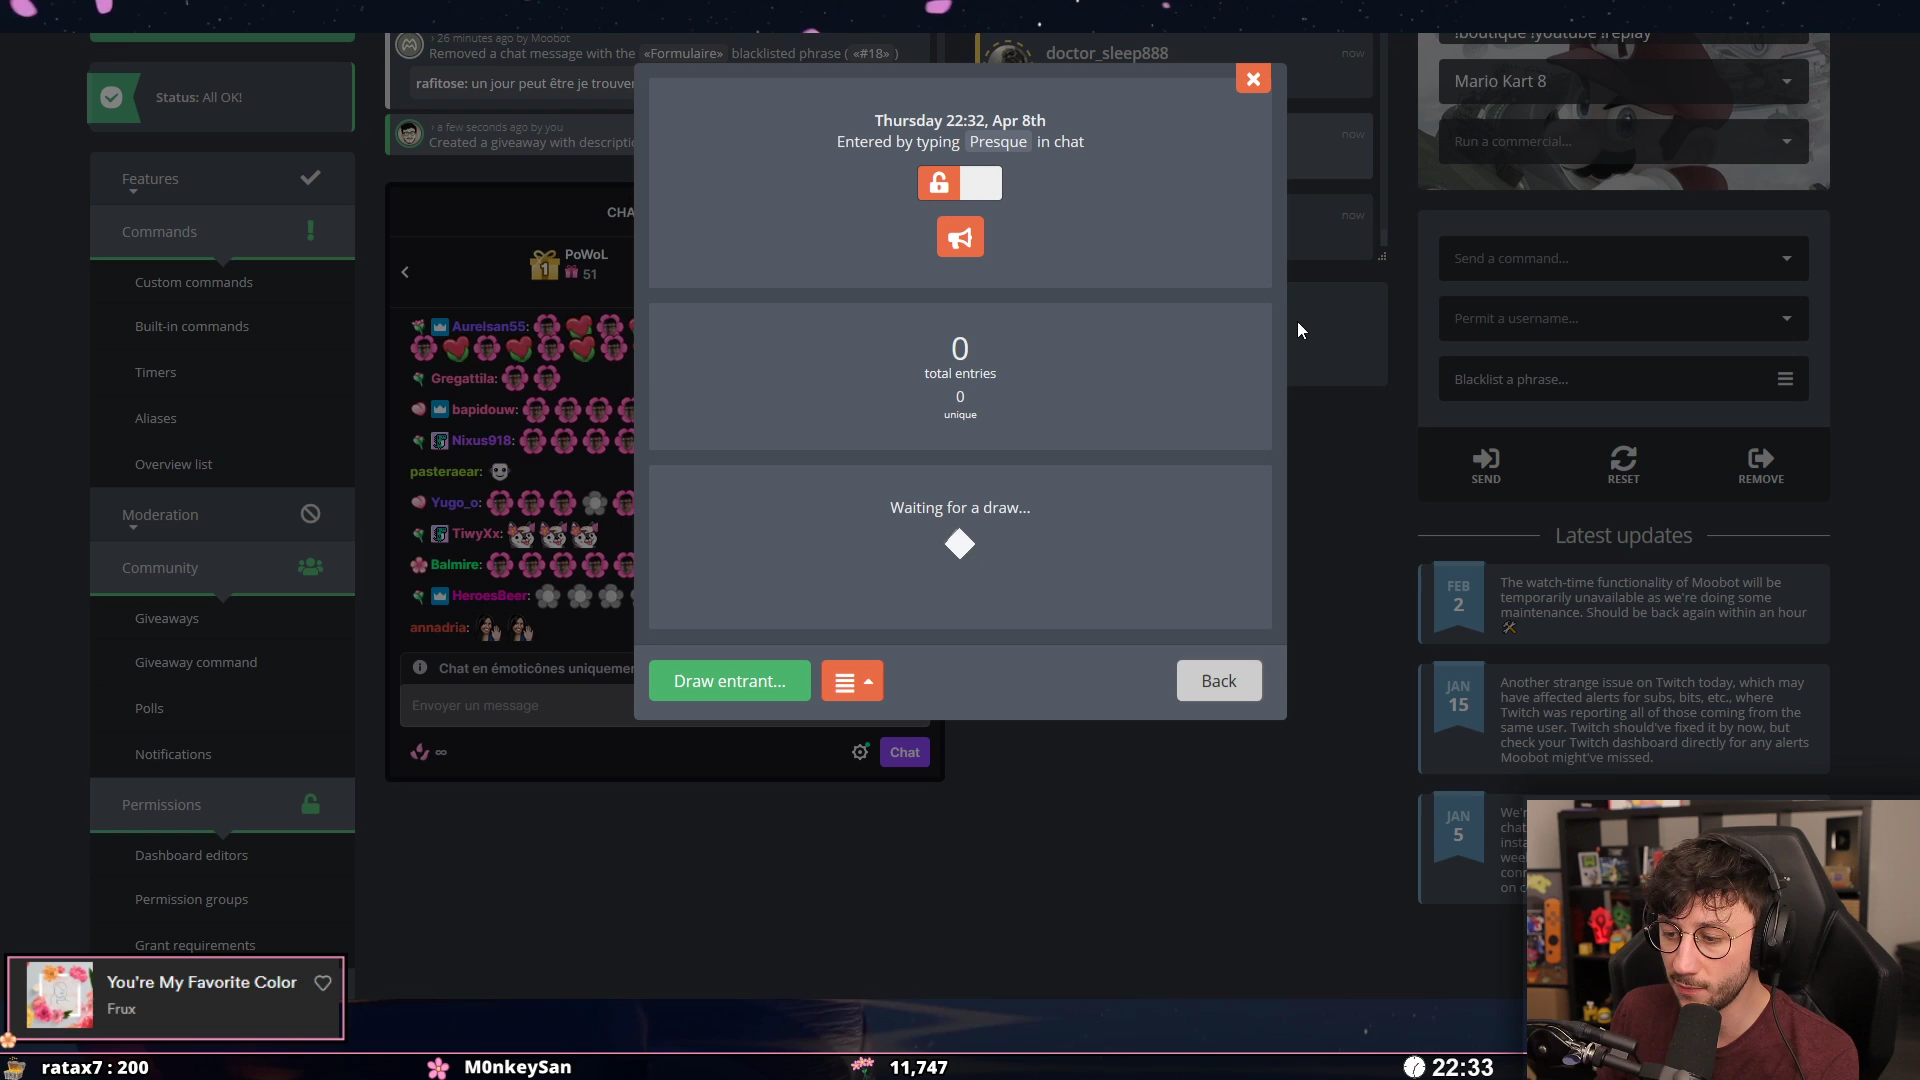 › 26 minutes ago by Moobot
Removed a chat message with the «Formulaire» blacklisted phrase ( «#18» )
rafitose: un jour peut être je trouver
› a few seconds ago by you
Created a giveaway with descriptio
doctor_sleep888
now
now
now
!boutique !youtube !replay
Mario Kart 8
Run a commercial...
Status: All OK!
Features
Commands
Custom commands
Built-in commands
Timers
Aliases
Overview list
Moderation
Community
Giveaways
Giveaway command
Polls
Notifications
Permissions
Dashboard editors
Permission groups
Grant requirements
CHA
1
PoWoL
51
Aurelsan55:
Gregattila:
bapidouw:
Nixus918:
pasteraear:
Yugo_o:
TiwyXx:
Balmire:
HeroesBeer:
annadria:
Chat en émoticônes uniquemen
Envoyer un message
∞
Chat
Thursday 22:32, Apr 8th
Entered by typing Presque in chat
0
total entries
0
unique
Waiting for a draw...
Draw entrant...
Back
Send a command...
Permit a username...
Blacklist a phrase...
SEND
RESET
REMOVE
Latest updates
FEB
2
The watch-time functionality of Moobot will be
temporarily unavailable as we're doing some
maintenance. Should be back again within an hour
JAN
15
Another strange issue on Twitch today, which may
have affected alerts for subs, bits, etc., where
Twitch was reporting all of those coming from the
same user. Twitch should've fixed it by now, but
check your Twitch dashboard directly for any alerts
Moobot might've missed.
JAN
5
We'r
chat
insta
wee
conn
on c
You're My Favorite Color
Frux
ratax7 : 200
M0nkeySan
11,747
22:33